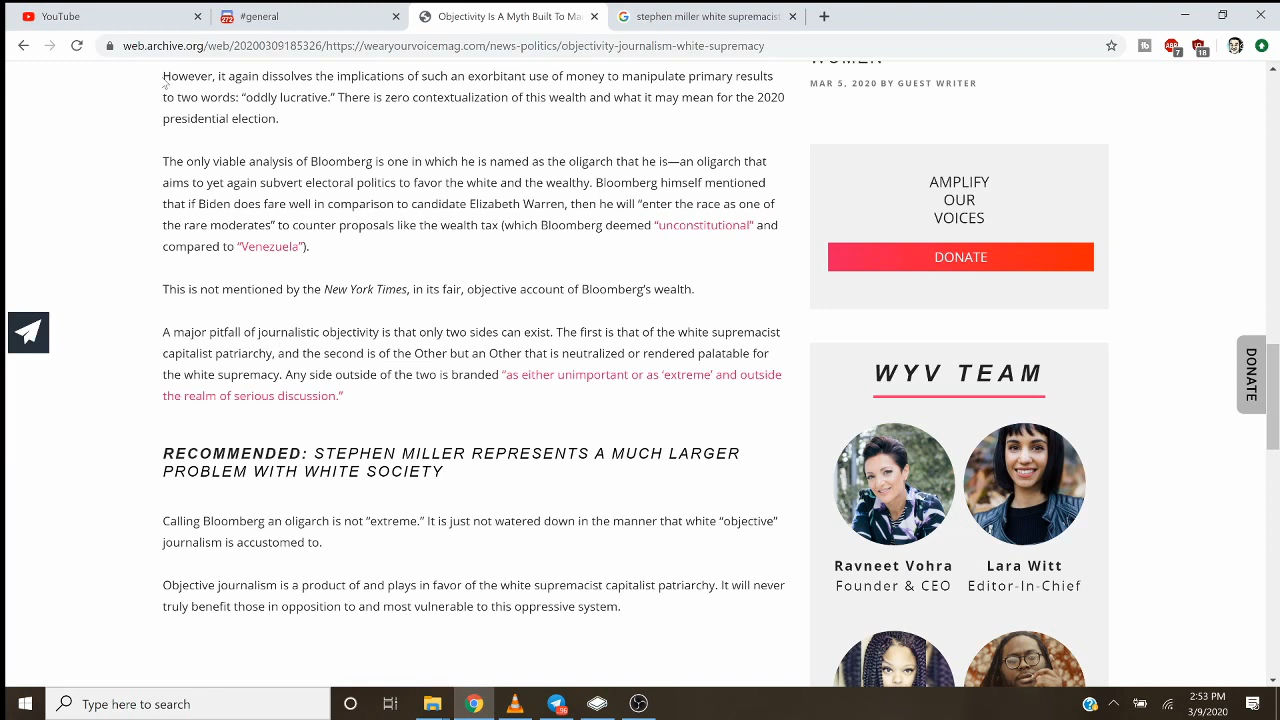 YouTube
272
#general
Objectivity Is A Myth Built To Ma
stephen miller white supremacist
web.archive.org/web/20200309185326/https://wearyourvoicemag.com/news-politics/objectivity-journalism-white-supremacy
tb
ABP
7
18
However, it again dissolves the implications of such an exorbitant use of money to manipulate primary results
to two words: “oddly lucrative.” There is zero contextualization of this wealth and what it may mean for the 2020
presidential election.
The only viable analysis of Bloomberg is one in which he is named as the oligarch that he is—an oligarch that
aims to yet again subvert electoral politics to favor the white and the wealthy. Bloomberg himself mentioned
that if Biden does fare well in comparison to candidate Elizabeth Warren, then he will “enter the race as one of
the rare moderates” to counter proposals like the wealth tax (which Bloomberg deemed “unconstitutional” and
compared to “Venezuela”).
This is not mentioned by the New York Times, in its fair, objective account of Bloomberg’s wealth.
A major pitfall of journalistic objectivity is that only two sides can exist. The first is that of the white supremacist
capitalist patriarchy, and the second is of the Other but an Other that is neutralized or rendered palatable for
the white supremacy. Any side outside of the two is branded “as either unimportant or as ‘extreme’ and outside
the realm of serious discussion.”
RECOMMENDED: STEPHEN MILLER REPRESENTS A MUCH LARGER
PROBLEM WITH WHITE SOCIETY
Calling Bloomberg an oligarch is not “extreme.” It is just not watered down in the manner that white “objective”
journalism is accustomed to.
Objective journalism is a product of and plays in favor of the white supremacist capitalist patriarchy. It will never
truly benefit those in opposition to and most vulnerable to this oppressive system.
WOMEN
MAR 5, 2020 BY GUEST WRITER
AMPLIFY
OUR
VOICES
DONATE
WYV TEAM
Ravneet Vohra
Founder & CEO
Lara Witt
Editor-In-Chief
DONATE
Type here to search
2:53 PM
3/9/2020